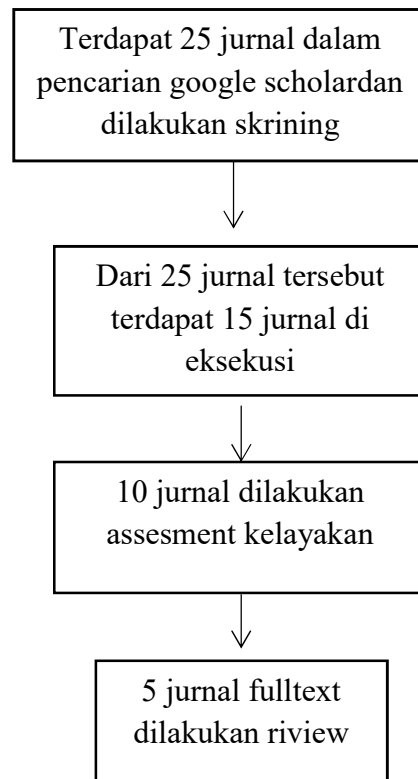 Terdapat 25 jurnal dalam
pencarian google scholardan
dilakukan skrining
Dari 25 jurnal tersebut
terdapat 15 jurnal di
eksekusi
10 jurnal dilakukan
assesment kelayakan
5 jurnal fulltext
dilakukan riview